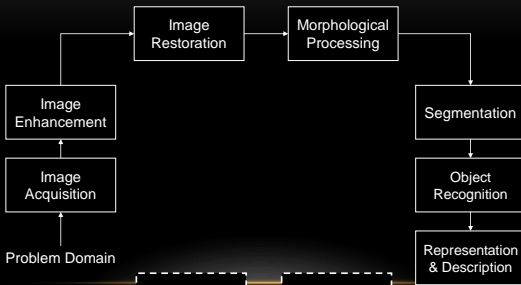 Image
Restoration
Morphological
Processing
Image
Enhancement
Segmentation
Image
Acquisition
Object
Recognition
Problem Domain
Representation
& Description